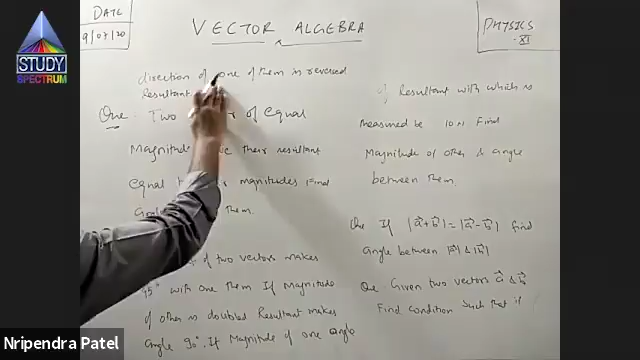 DATE
9/07/20
VECTOR ALGEBRA
PHYSICS
- XI
STUDY
SPECTRUM
direction of one of them is reversed
Resultant
One: Two of equal
Magnitude their resultant
equal magnitudes Find
them.
of two vectors makes
45° with one them If Magnitude
of other is doubled Resultant makes
angle 90°. If Magnitude of one angle
of Resultant with which is
measured be 10N Find
Magnitude of other & angle
between them.
Que If |a⃗+b⃗| = |a⃗-b⃗| find
angle between |a⃗| & |b⃗|
Que Given two vectors a⃗ & b⃗
Find condition such that if
Nripendra Patel